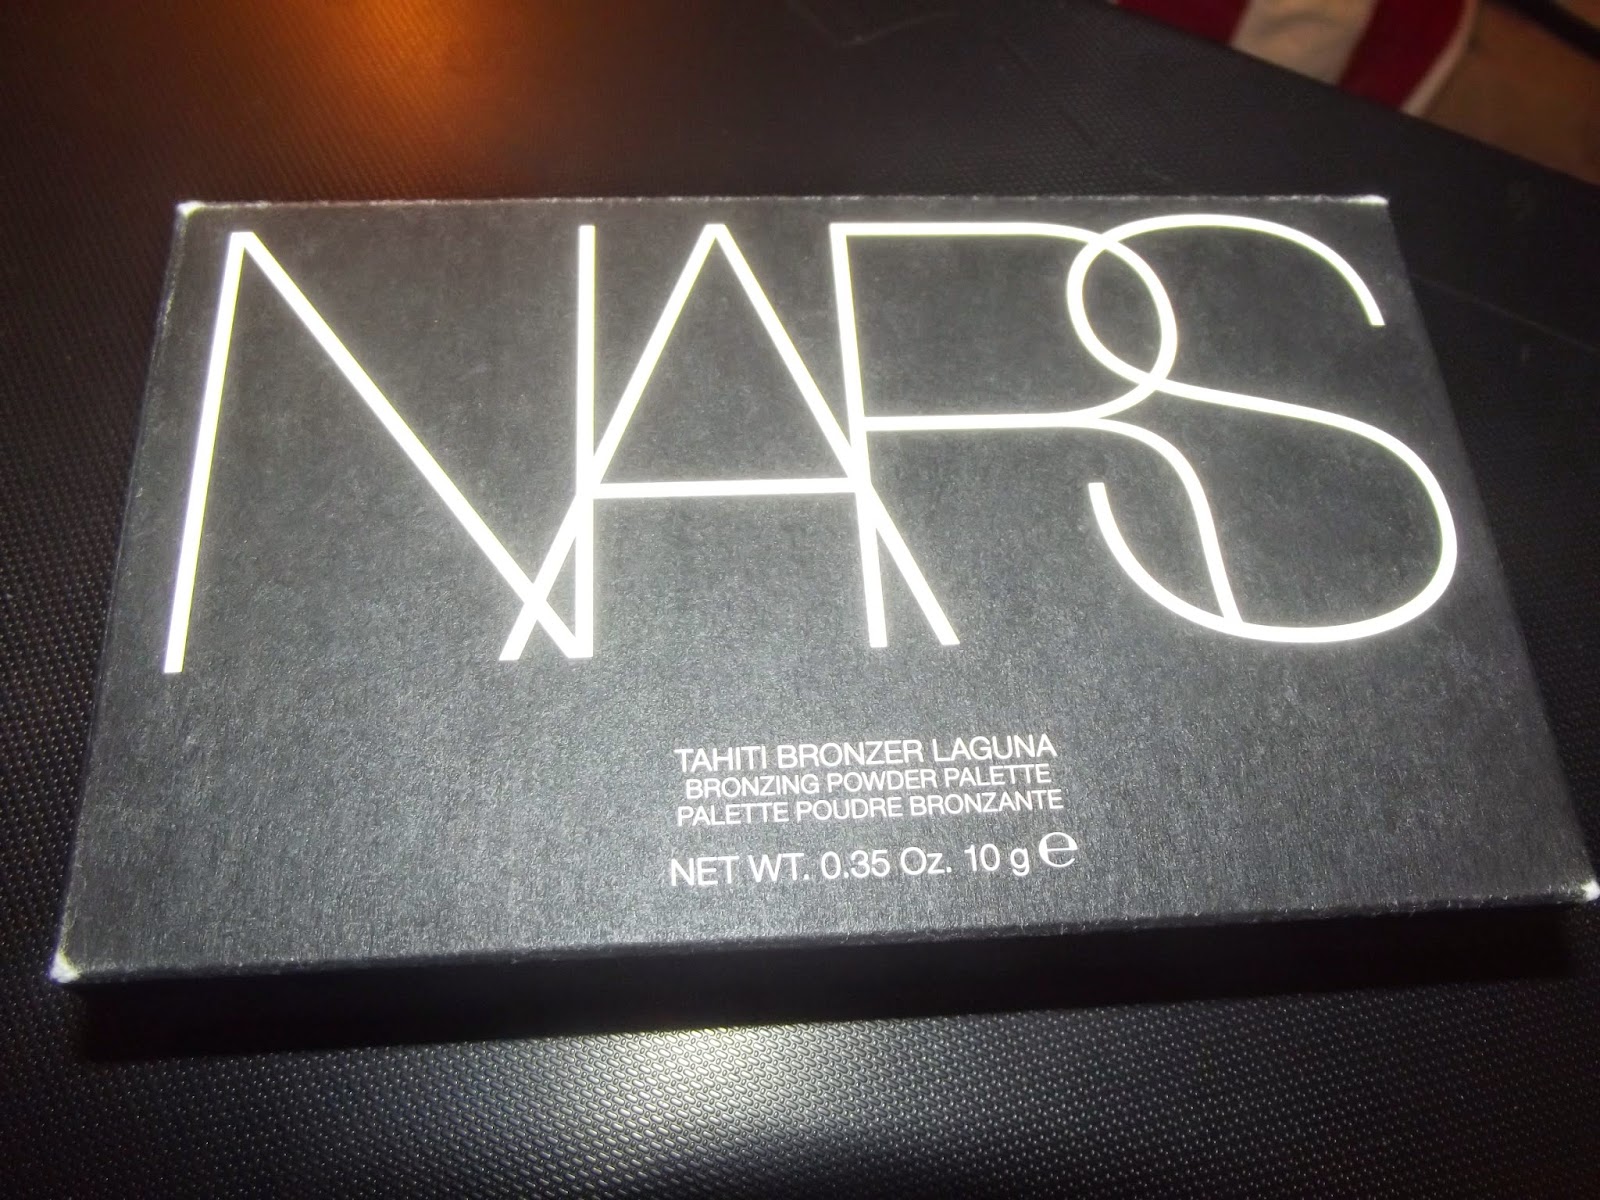 NARS
TAHITI BRONZER LAGUNA
BRONZING POWDER PALETTE
PALETTE POUDRE BRONZANTE
NET WT. 0.35 Oz. 10 g ℮